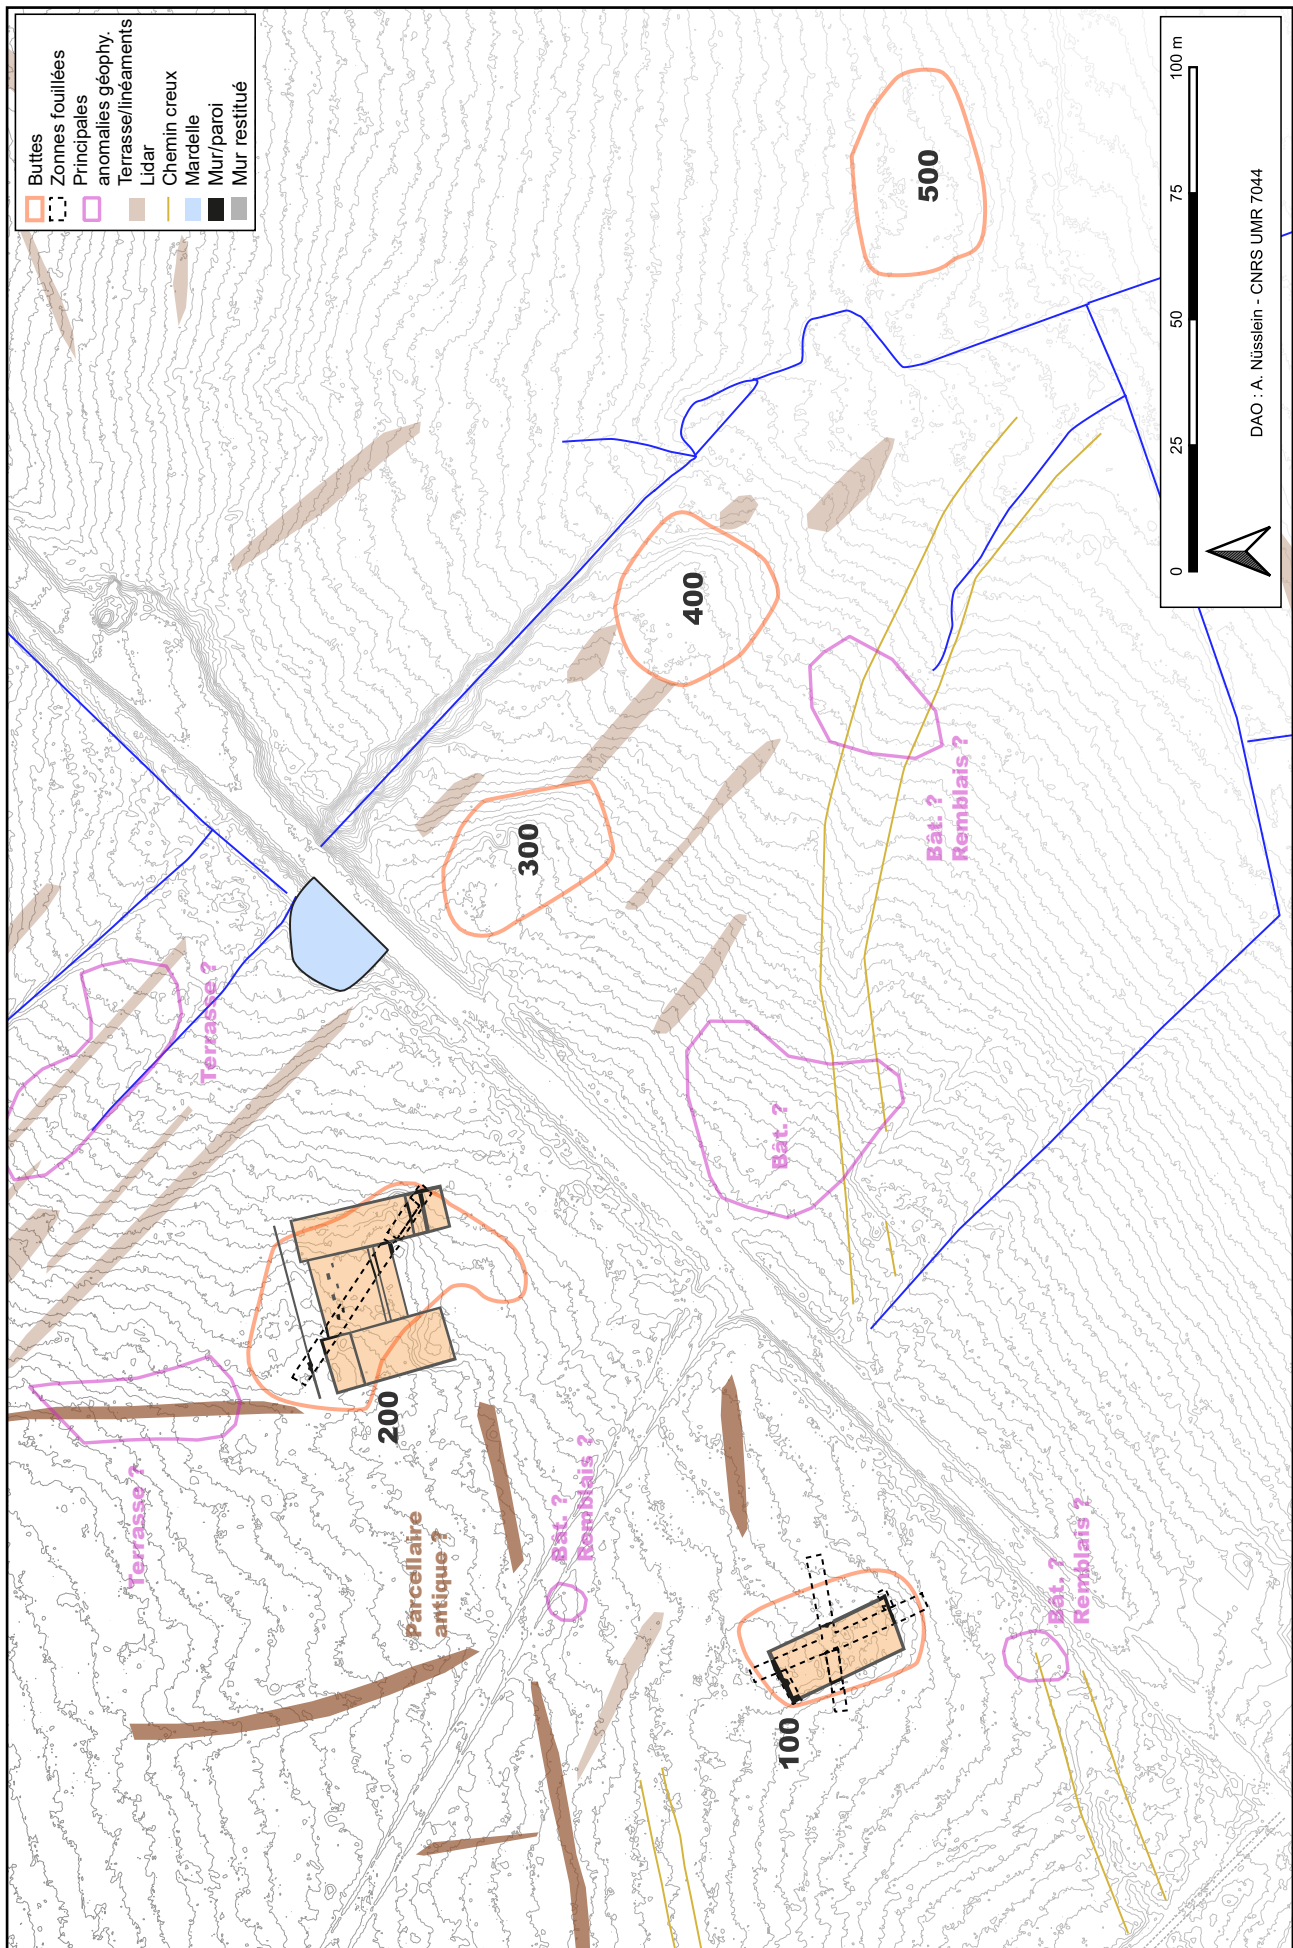 Buttes
Zonnes fouillées
Principales
anomalies géophy.
Terrasse/linéaments
Lidar
Chemin creux
Mardelle
Mur/paroi
Mur restitué
Terrasse ?
Terrasse ?
200
Parcellaire
antique ?
Bât. ?
Remblais ?
300
400
500
Bât. ?
Bât. ?
Remblais ?
100
Bât. ?
Remblais ?
0
25
50
75
100 m
DAO : A. Nüsslein - CNRS UMR 7044